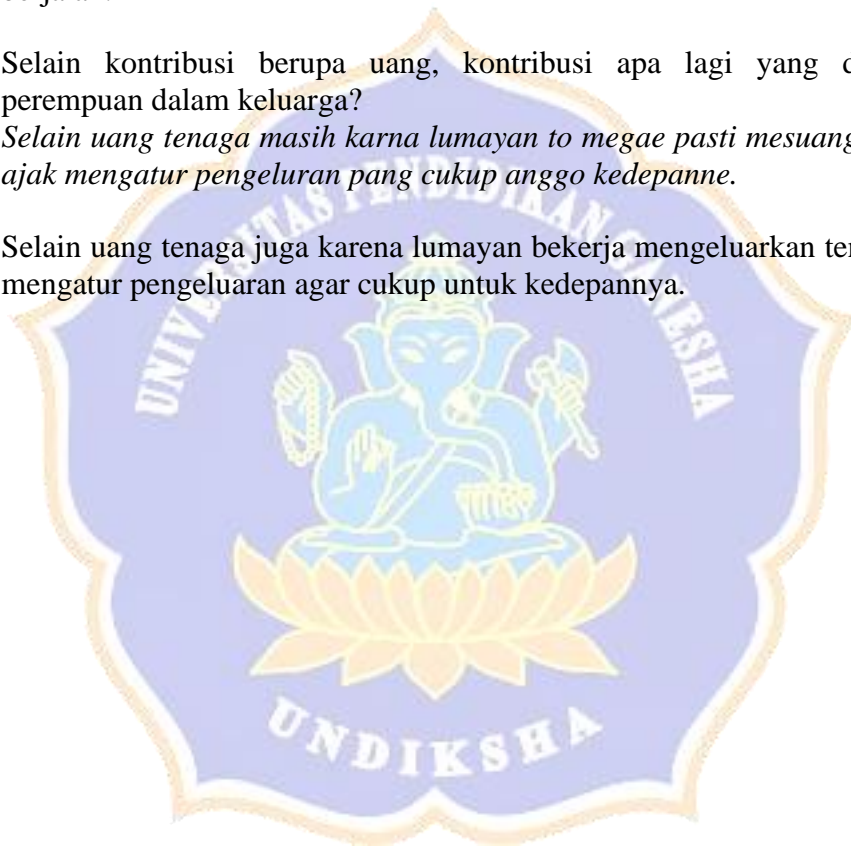 Selain kontribusi berupa uang, kontribusi apa lagi yang
perempuan dalam keluarga?
Selain uang tenaga masih karna lumayan to megae pasti mesuang
ajak mengatur pengeluran pang cukup anggo kedepanne.
Selain uang tenaga juga karena lumayan bekerja mengeluarkan
mengatur pengeluaran agar cukup untuk kedepannya.
UNIVERSITAS PENDIDIKAN GANESHA
UNDIKSHA